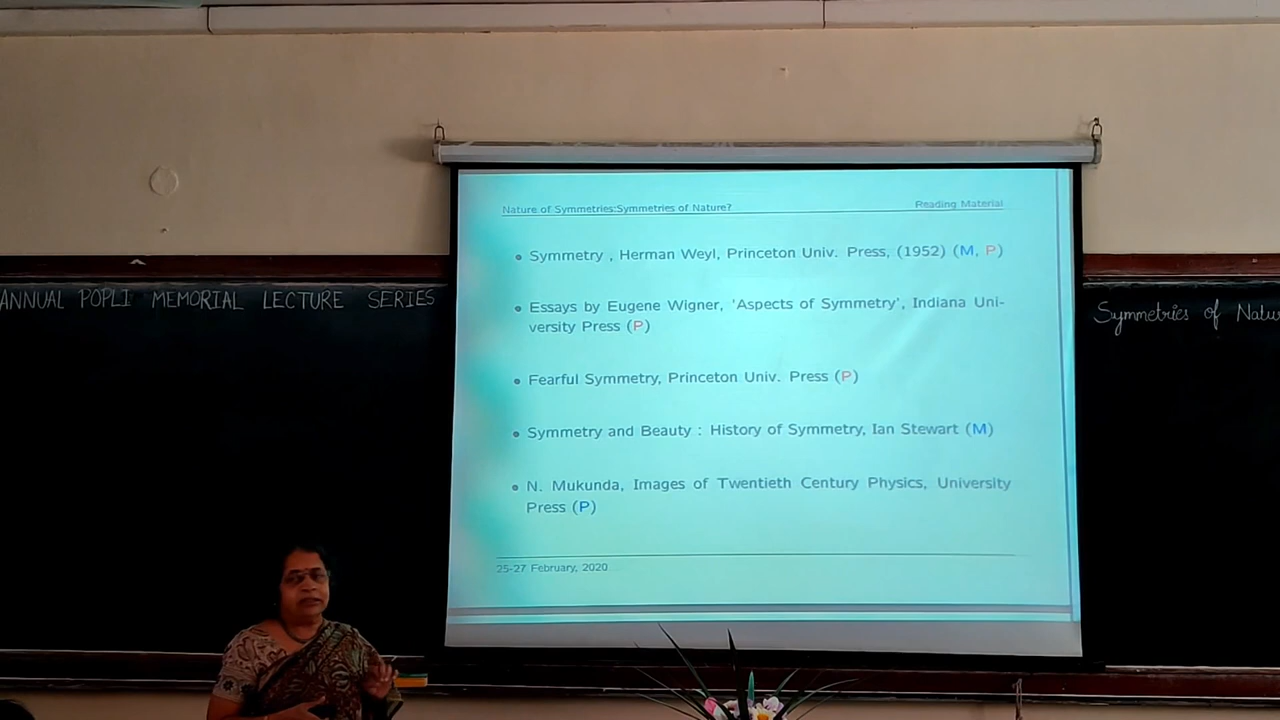 ANNUAL POPLI MEMORIAL LECTURE SERIES
Nature of Symmetries:Symmetries of Nature? Reading Material
• Symmetry , Herman Weyl, Princeton Univ. Press, (1952) (M, P)
• Essays by Eugene Wigner, 'Aspects of Symmetry', Indiana Uni-
versity Press (P)
• Fearful Symmetry, Princeton Univ. Press (P)
• Symmetry and Beauty : History of Symmetry, Ian Stewart (M)
• N. Mukunda, Images of Twentieth Century Physics, University
Press (P)
25-27 February, 2020
Symmetries of Natu